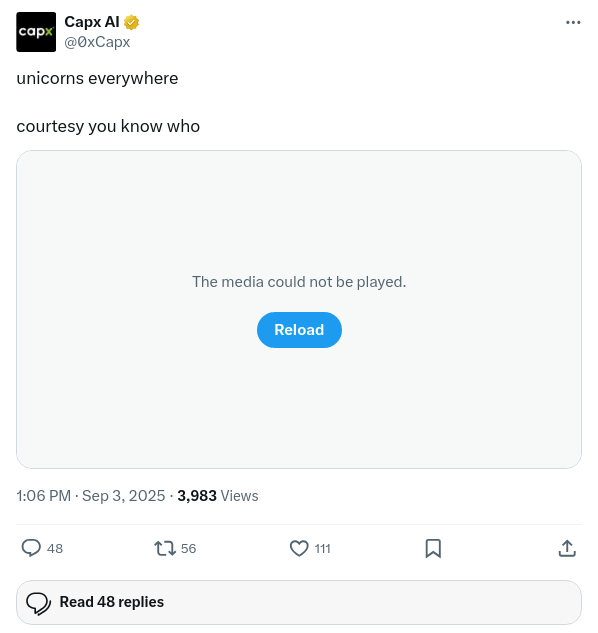 capx
Capx AI
@0xCapx
unicorns everywhere
courtesy you know who
The media could not be played.
Reload
1:06 PM · Sep 3, 2025 · 3,983 Views
48
56
111
Read 48 replies